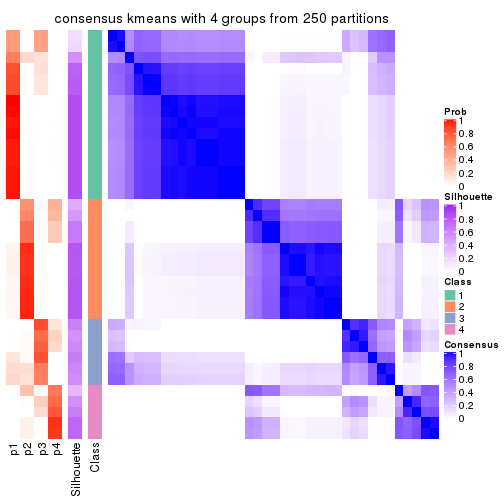 consensus kmeans with 4 groups from 250 partitions
Prob
1
0.8
0.6
0.4
0.2
0
Silhouette
1
0.8
0.6
0.4
0.2
0
Class
1
2
3
4
Consensus
1
0.8
0.6
0.4
0.2
0
p1
p2
p3
p4
Silhouette
Class